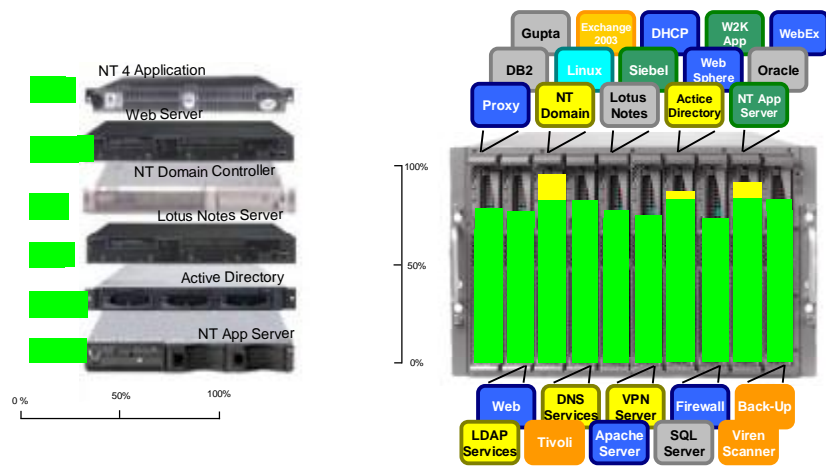 NT 4 Application
Web Server
NT Domain Controller
Lotus Notes Server
Active Directory
NT App Server
0 %
50%
100%
Gupta
Exchange
2003
DHCP
W2K
App
WebEx
DB2
Linux
Siebel
Web
Sphere
Oracle
Proxy
NT
Domain
Lotus
Notes
Actice
Directory
NT App
Server
100%
50%
0%
Web
DNS
Services
VPN
Server
Firewall
Back-Up
LDAP
Services
Tivoli
Apache
Server
SQL
Server
Viren
Scanner